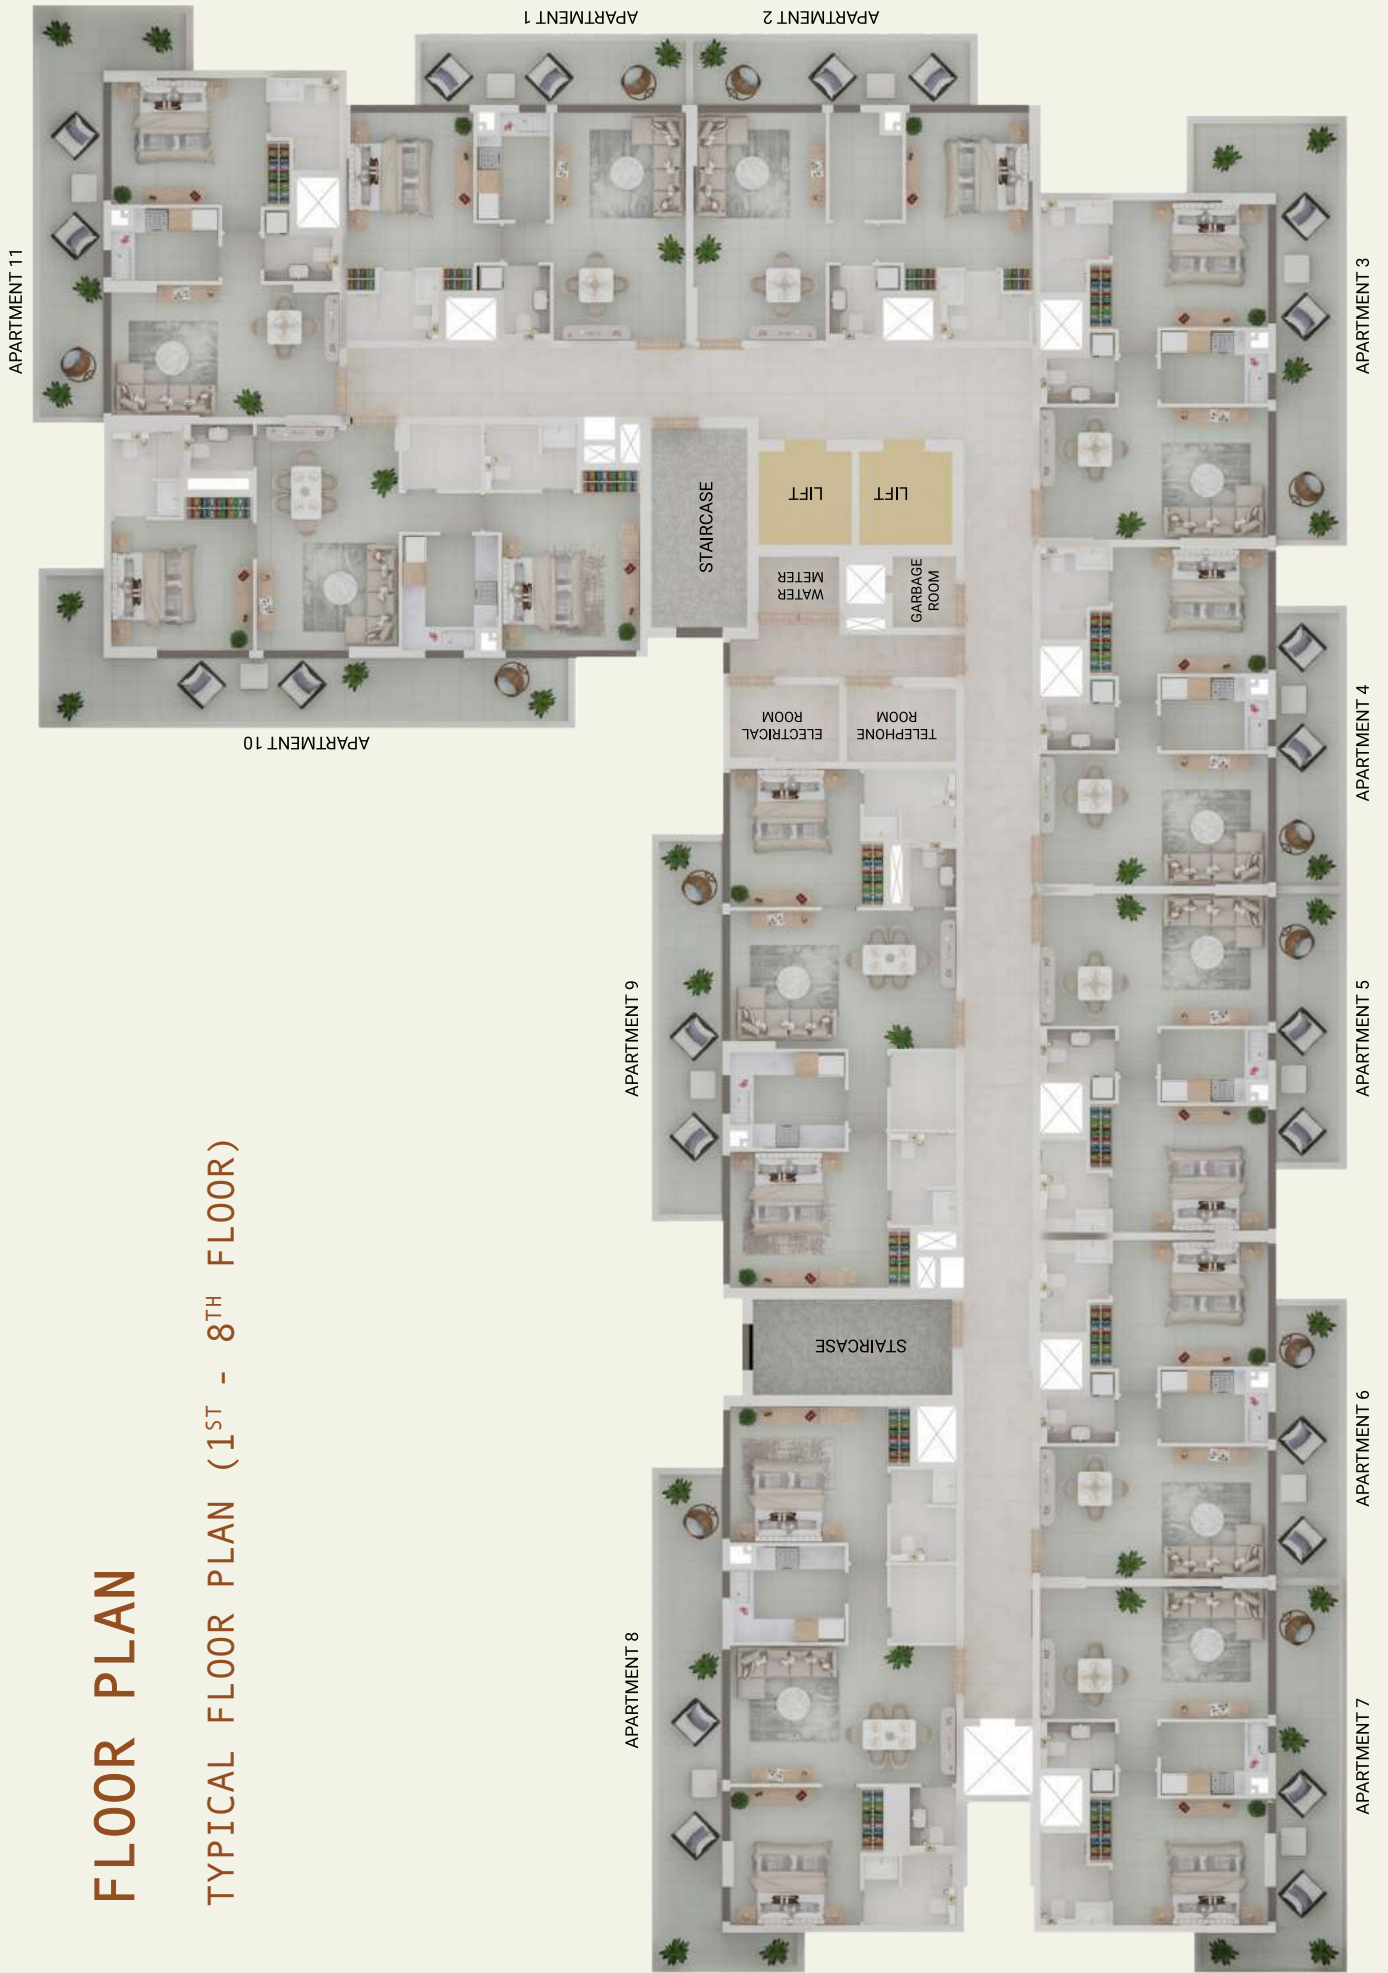 FLOOR PLAN
TYPICAL FLOOR PLAN (1ST - 8TH FLOOR)
APARTMENT 11
APARTMENT 1
APARTMENT 2
APARTMENT 3
APARTMENT 10
STAIRCASE
LIFT
LIFT
WATER
METER
GARBAGE
ROOM
ELECTRICAL
ROOM
TELEPHONE
ROOM
APARTMENT 4
APARTMENT 9
APARTMENT 5
STAIRCASE
APARTMENT 6
APARTMENT 8
APARTMENT 7